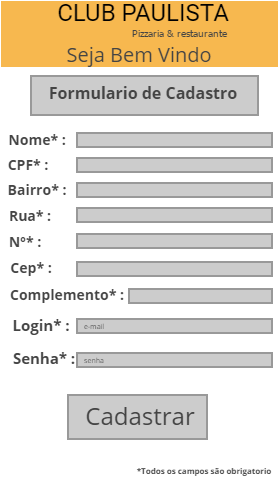 CLUB PAULISTA
Pizzaria & restaurante
Seja Bem Vindo
Formulario de Cadastro
Nome* :
CPF* :
Bairro* :
Rua* :
Nº* :
Cep* :
Complemento* :
Login* : e-mail
Senha* : senha
Cadastrar
*Todos os campos são obrigatorio